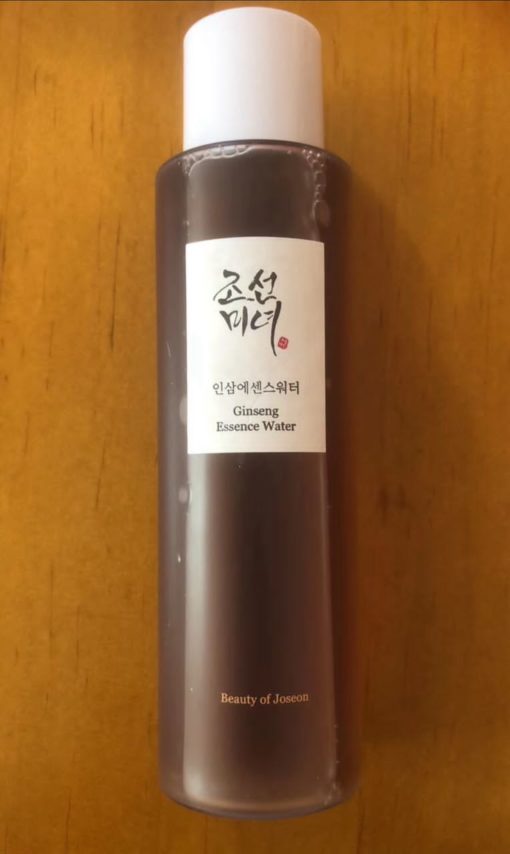 조선
미녀
인삼에센스워터
Ginseng
Essence Water
Beauty of Joseon